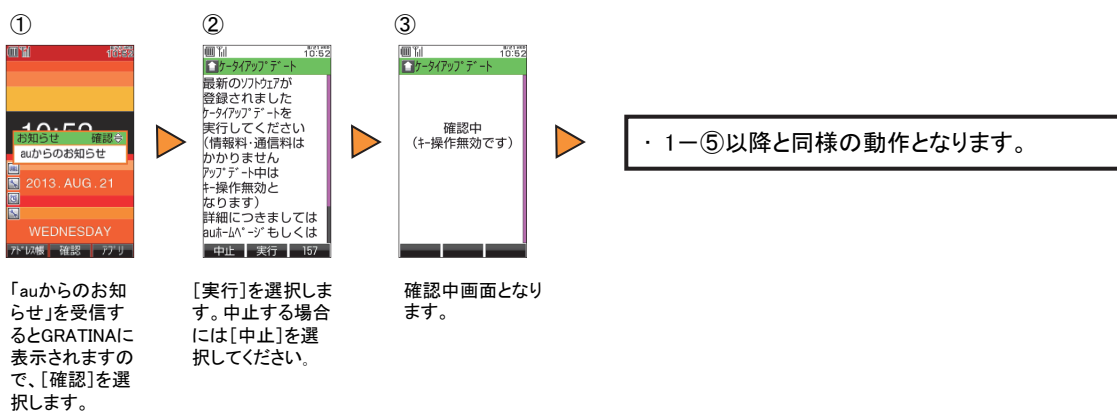 ①
10:52
お知らせ 確認
auからのお知らせ
2013. AUG. 21
WEDNESDAY
ｱﾄﾞﾚｽ帳 確認 ｱﾌﾟﾘ
「auからのお知
らせ」を受信す
るとGRATINAに
表示されますの
で、[確認]を選
択します。
②
10:52
ｹｰﾀｲｱｯﾌﾟﾃﾞｰﾄ
最新のｿﾌﾄｳｪｱが
登録されました
ｹｰﾀｲｱｯﾌﾟﾃﾞｰﾄを
実行してください
(情報料･通信料は
かかりません
ｱｯﾌﾟﾃﾞｰﾄ中は
ｷｰ操作無効と
なります)
詳細につきましては
auﾎｰﾑﾍﾟｰｼﾞもしくは
中止 実行 157
[実行]を選択しま
す。中止する場合
には[中止]を選
択してください。
③
10:52
ｹｰﾀｲｱｯﾌﾟﾃﾞｰﾄ
確認中
(ｷｰ操作無効です)
確認中画面となり
ます。
・ 1－⑤以降と同様の動作となります。